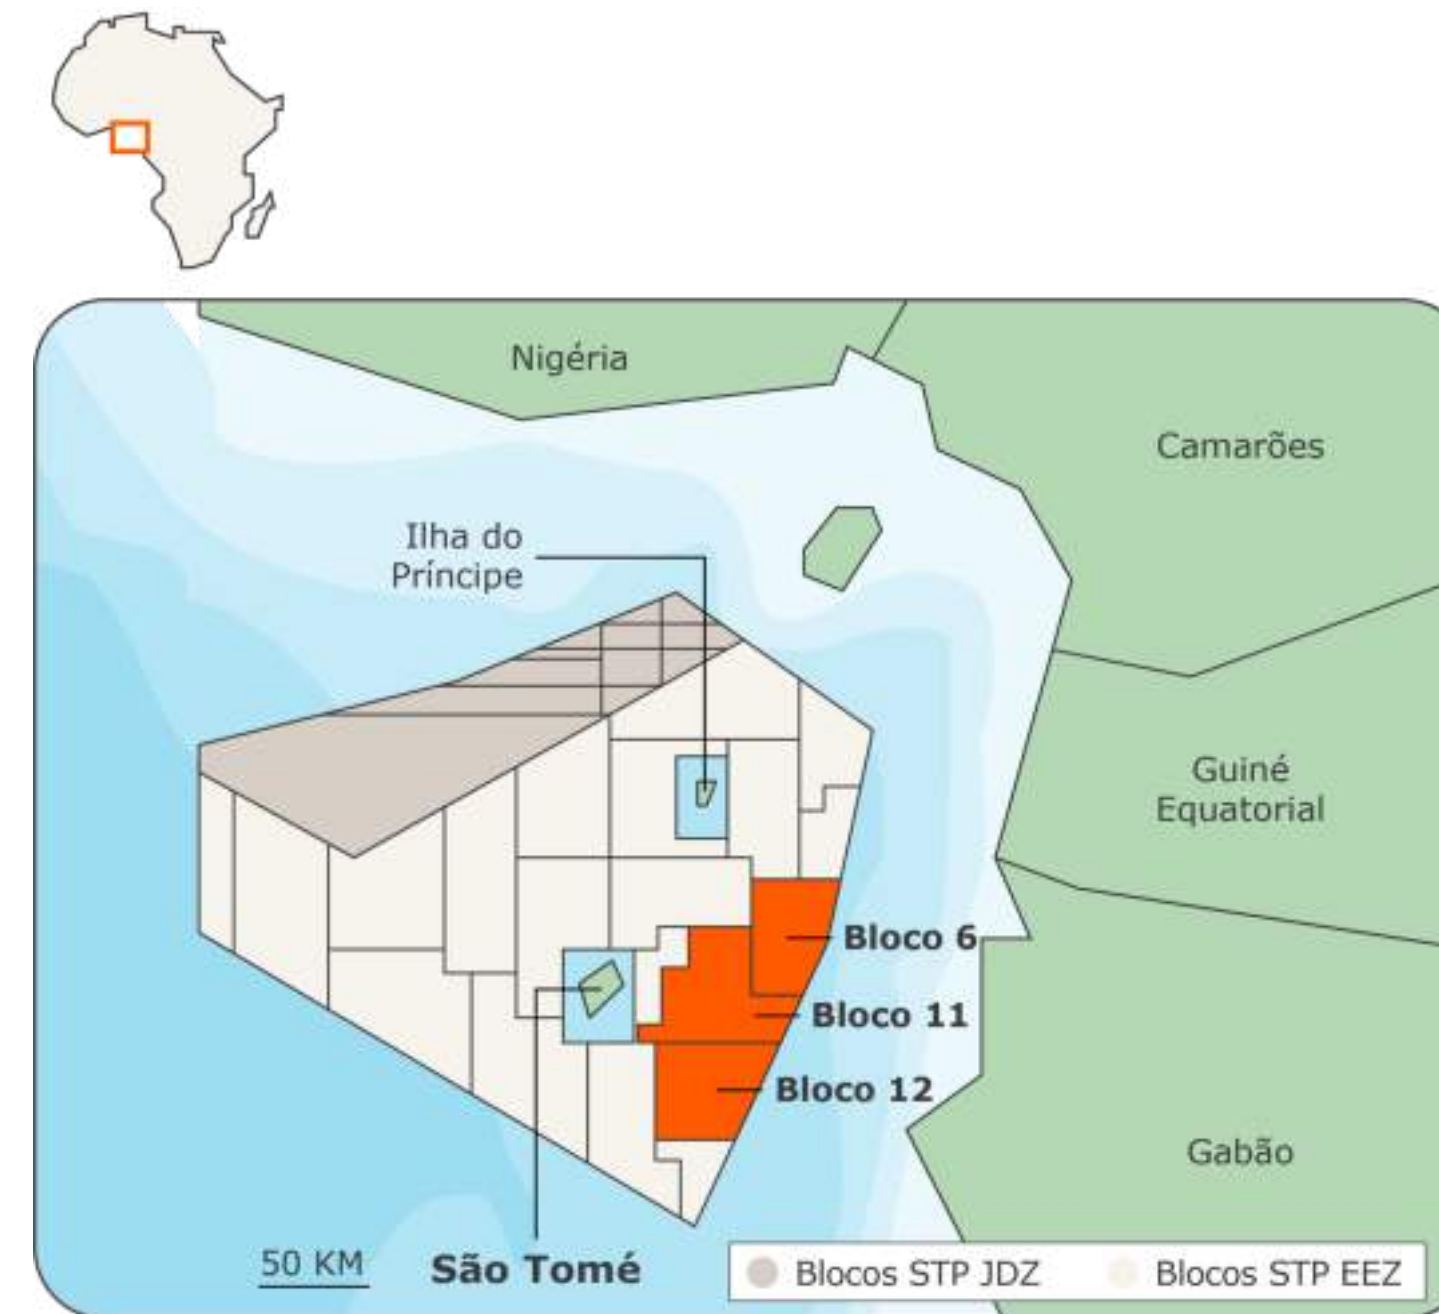 Nigéria
Camarões
Ilha do
Príncipe
Guiné
Equatorial
Bloco 6
Bloco 11
Bloco 12
Gabão
50 KM
São Tomé
Blocos STP JDZ
Blocos STP EEZ